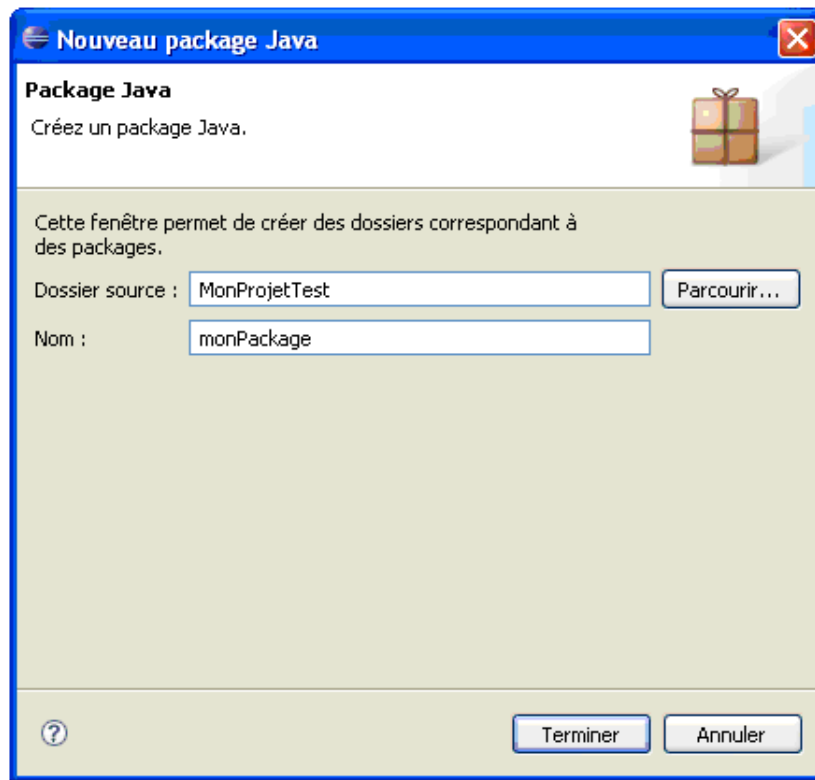 Nouveau package Java
Package Java
Créez un package Java.
Cette fenêtre permet de créer des dossiers correspondant à
des packages.
Dossier source : MonProjetTest Parcourir...
Nom : monPackage
? Terminer Annuler